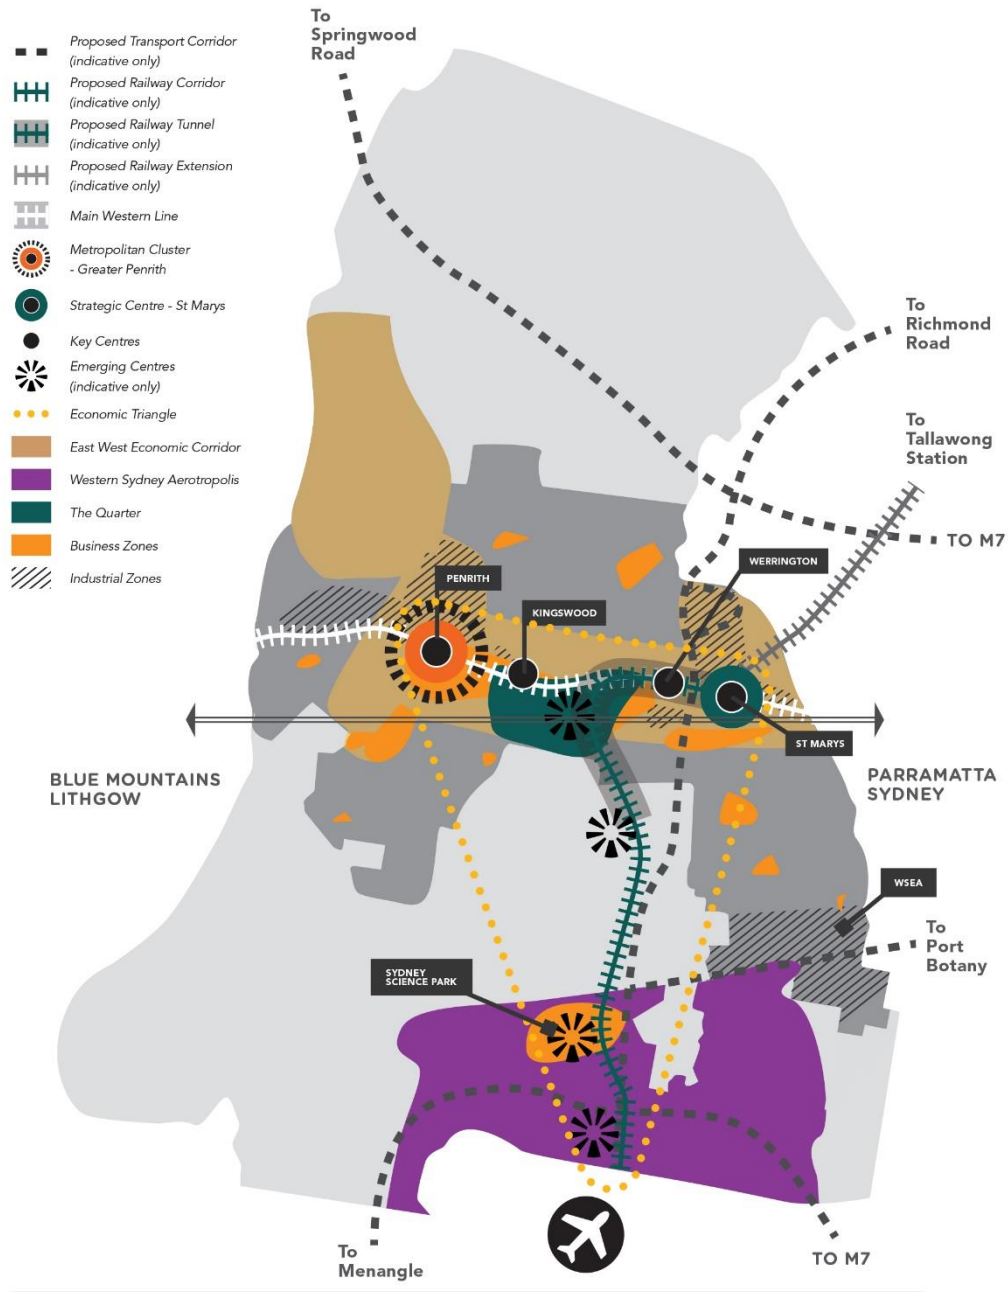 To
Springwood
Road
Proposed Transport Corridor
(indicative only)
Proposed Railway Corridor
(indicative only)
Proposed Railway Tunnel
(indicative only)
Proposed Railway Extension
(indicative only)
Main Western Line
Metropolitan Cluster
- Greater Penrith
Strategic Centre - St Marys
Key Centres
Emerging Centres
(indicative only)
Economic Triangle
East West Economic Corridor
Western Sydney Aerotropolis
The Quarter
Business Zones
Industrial Zones
To
Richmond
Road
To
Tallawong
Station
TO M7
WERRINGTON
PENRITH
KINGSWOOD
ST MARYS
BLUE MOUNTAINS
LITHGOW
PARRAMATTA
SYDNEY
WSEA
To
Port
Botany
SYDNEY
SCIENCE PARK
To
Menangle
TO M7